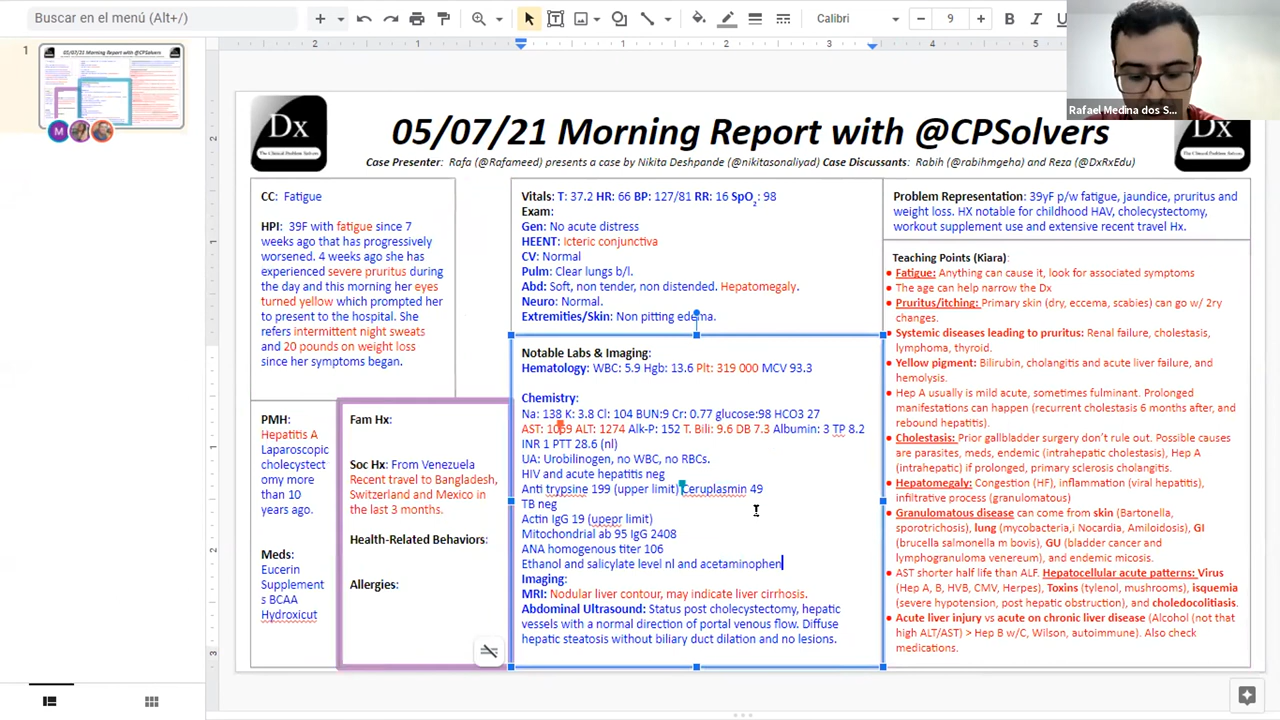 Buscar en el menú (Alt+/)
Calibri
9
B
I
U
2
1
1
2
4
Rafael Medina dos S...
1
Dx
The Clinical Problem Solvers
05/07/21 Morning Report with @CPSolvers
Dx
Case Presenter: Rafa (@Rafamed) presents a case by Nikita Deshpande (@nikitasonaliyad) Case Discussants: Rabih (@rabihmgeha) and Reza (@DxRxEdu)
CC: Fatigue
HPI: 39F with fatigue since 7
weeks ago that has progressively
worsened. 4 weeks ago she has
experienced severe pruritus during
the day and this morning her eyes
turned yellow which prompted her
to present to the hospital. She
refers intermittent night sweats
and 20 pounds on weight loss
since her symptoms began.
PMH:
Hepatitis A
Laparoscopic
cholecystect
omy more
than 10
years ago.
Meds:
Eucerin
Supplement
s BCAA
Hydroxicut
Fam Hx:
Soc Hx: From Venezuela
Recent travel to Bangladesh,
Switzerland and Mexico in
the last 3 months.
Health-Related Behaviors:
Allergies:
Vitals: T: 37.2 HR: 66 BP: 127/81 RR: 16 SpO2: 98
Exam:
Gen: No acute distress
HEENT: Icteric conjunctiva
CV: Normal
Pulm: Clear lungs b/l.
Abd: Soft, non tender, non distended. Hepatomegaly.
Neuro: Normal.
Extremities/Skin: Non pitting edema.
Notable Labs & Imaging:
Hematology: WBC: 5.9 Hgb: 13.6 Plt: 319 000 MCV 93.3
Chemistry:
Na: 138 K: 3.8 Cl: 104 BUN:9 Cr: 0.77 glucose:98 HCO3 27
AST: 1069 ALT: 1274 Alk-P: 152 T. Bili: 9.6 DB 7.3 Albumin: 3 TP 8.2
INR 1 PTT 28.6 (nl)
UA: Urobilinogen, no WBC, no RBCs.
HIV and acute hepatitis neg
Anti trypsine 199 (upper limit) Ceruplasmin 49
TB neg
Actin IgG 19 (upepr limit)
Mitochondrial ab 95 IgG 2408
ANA homogenous titer 106
Ethanol and salicylate level nl and acetaminophen
Imaging:
MRI: Nodular liver contour, may indicate liver cirrhosis.
Abdominal Ultrasound: Status post cholecystectomy, hepatic
vessels with a normal direction of portal venous flow. Diffuse
hepatic steatosis without biliary duct dilation and no lesions.
Problem Representation: 39yF p/w fatigue, jaundice, pruritus and
weight loss. HX notable for childhood HAV, cholecystectomy,
workout supplement use and extensive recent travel Hx.
Teaching Points (Kiara):
Fatigue: Anything can cause it, look for associated symptoms
The age can help narrow the Dx
Pruritus/itching: Primary skin (dry, eccema, scabies) can go w/ 2ry
changes.
Systemic diseases leading to pruritus: Renal failure, cholestasis,
lymphoma, thyroid.
Yellow pigment: Bilirubin, cholangitis and acute liver failure, and
hemolysis.
Hep A usually is mild acute, sometimes fulminant. Prolonged
manifestations can happen (recurrent cholestasis 6 months after, and
rebound hepatitis).
Cholestasis: Prior gallbladder surgery don't rule out. Possible causes
are parasites, meds, endemic (intrahepatic cholestasis), Hep A
(intrahepatic) if prolonged, primary sclerosis cholangitis.
Hepatomegaly: Congestion (HF), inflammation (viral hepatitis),
infiltrative process (granulomatous)
Granulomatous disease can come from skin (Bartonella,
sporotrichosis), lung (mycobacteria,i Nocardia, Amiloidosis), GI
(brucella salmonella m bovis), GU (bladder cancer and
lymphogranuloma venereum), and endemic micosis.
AST shorter half life than ALF. Hepatocellular acute patterns: Virus
(Hep A, B, HVB, CMV, Herpes), Toxins (tylenol, mushrooms), isquemia
(severe hypotension, post hepatic obstruction), and choledocolitiasis.
Acute liver injury vs acute on chronic liver disease (Alcohol (not that
high ALT/AST) > Hep B w/C, Wilson, autoimmune). Also check
medications.